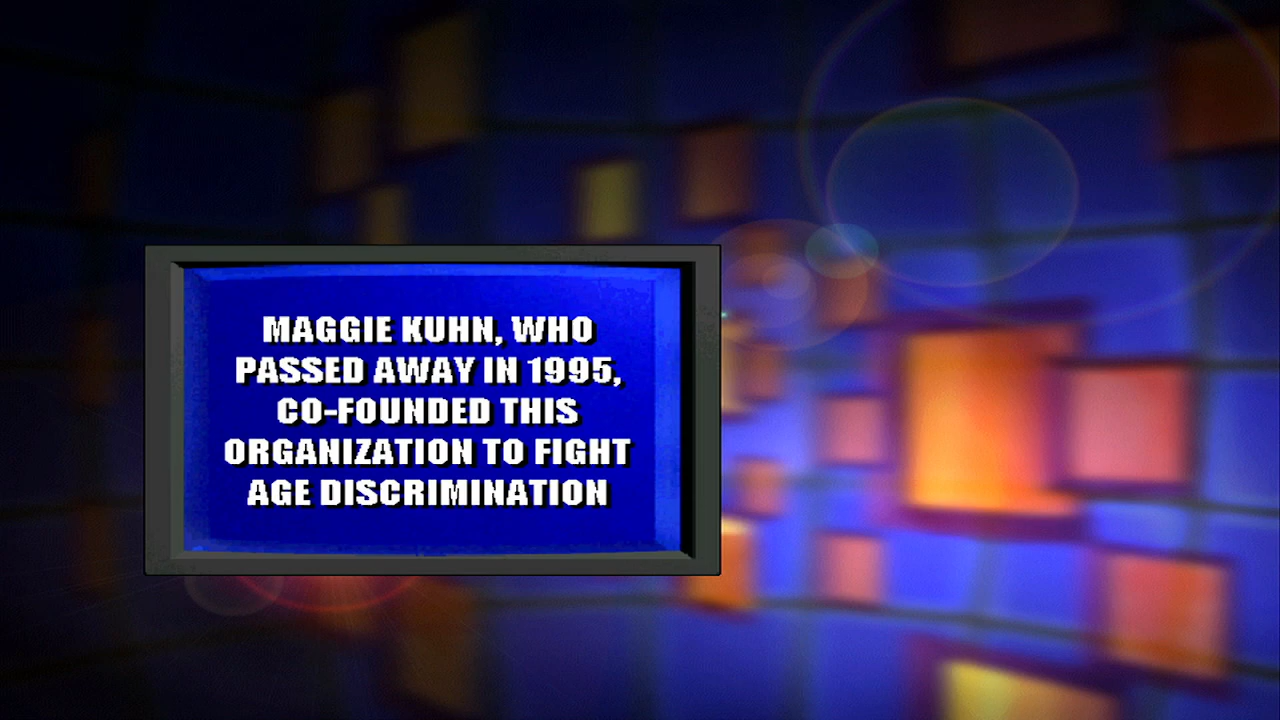 MAGGIE KUHN, WHO
PASSED AWAY IN 1995,
CO-FOUNDED THIS
ORGANIZATION TO FIGHT
AGE DISCRIMINATION